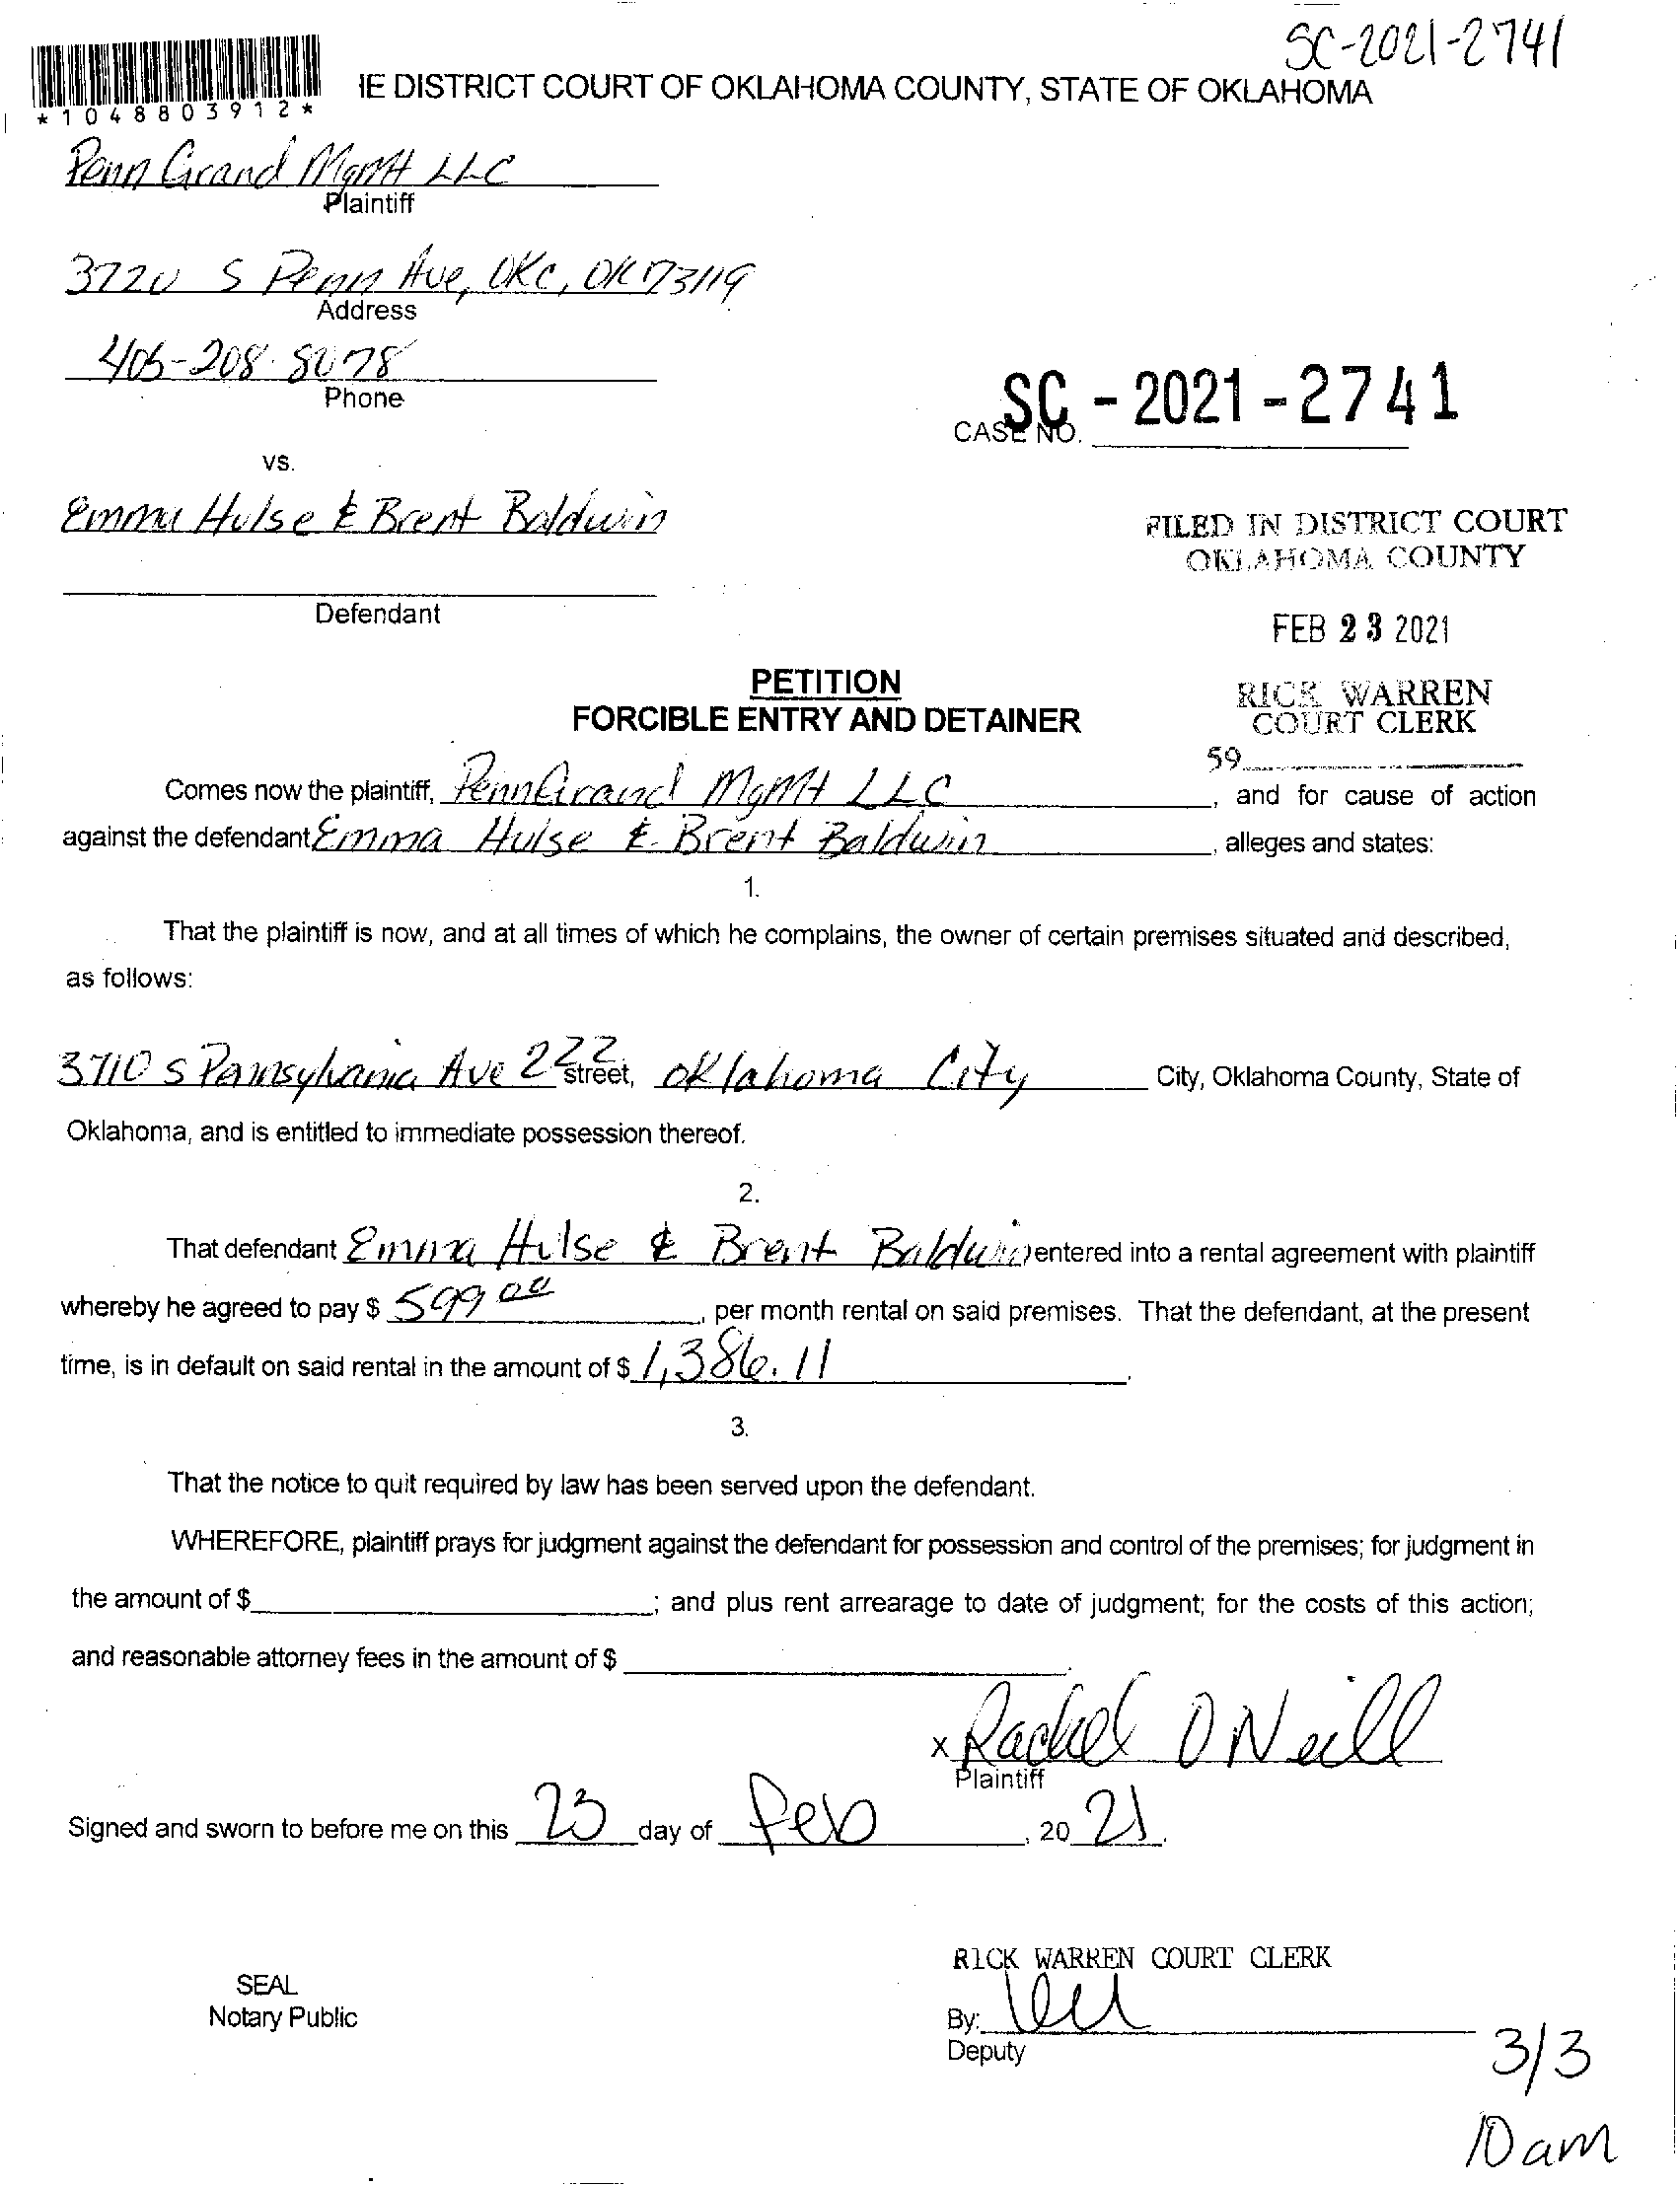 SC-2021-2741
IE DISTRICT COURT OF OKLAHOMA COUNTY, STATE OF OKLAHOMA
*1048803912*
Penn Grand Mgmt LLC
Plaintiff
3720 S Penn Ave, OKC, OK 73119
Address
405-208-8078
Phone
SC - 2021 - 2741
CASE NO.
vs.
Emma Hulse & Brent Baldwin
FILED IN DISTRICT COURT
OKLAHOMA COUNTY
Defendant
FEB 23 2021
PETITION
FORCIBLE ENTRY AND DETAINER
RICK WARREN
COURT CLERK
59
Comes now the plaintiff, Penn Grand Mgmt LLC, and for cause of action
against the defendant Emma Hulse & Brent Baldwin, alleges and states:
1.
That the plaintiff is now, and at all times of which he complains, the owner of certain premises situated and described,
as follows:
3710 S Pennsylvania Ave 222 street, Oklahoma City City, Oklahoma County, State of
Oklahoma, and is entitled to immediate possession thereof.
2.
That defendant Emma Hulse & Brent Baldwin entered into a rental agreement with plaintiff
whereby he agreed to pay $ 599.00, per month rental on said premises. That the defendant, at the present
time, is in default on said rental in the amount of $ 1,386.11.
3.
That the notice to quit required by law has been served upon the defendant.
WHEREFORE, plaintiff prays for judgment against the defendant for possession and control of the premises; for judgment in
the amount of $; and plus rent arrearage to date of judgment; for the costs of this action;
and reasonable attorney fees in the amount of $
x Rachel ONeill
Plaintiff
Signed and sworn to before me on this 23 day of Feb, 2021.
RICK WARREN COURT CLERK
SEAL
Notary Public
By:
Deputy
3/3
10 am